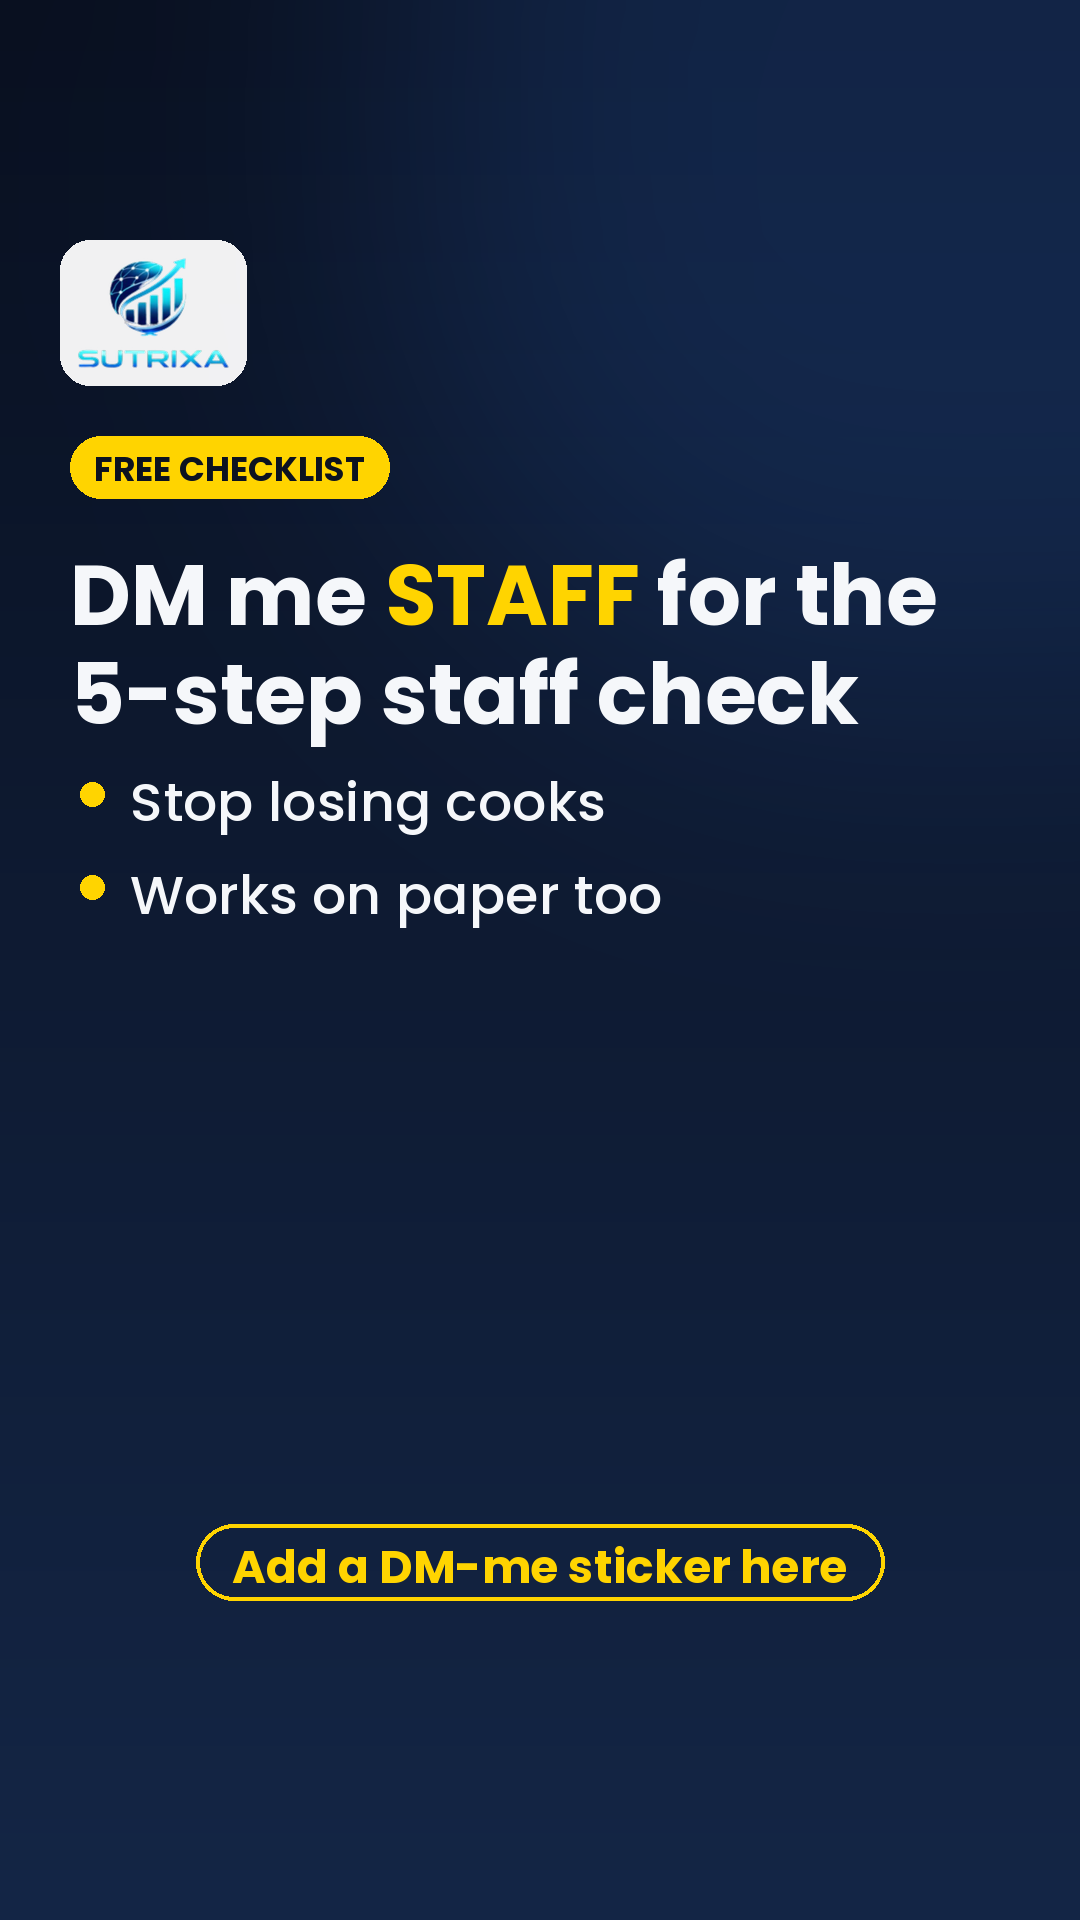 SUTRIXA
FREE CHECKLIST
DM me STAFF for the
5-step staff check
Stop losing cooks
Works on paper too
Add a DM-me sticker here